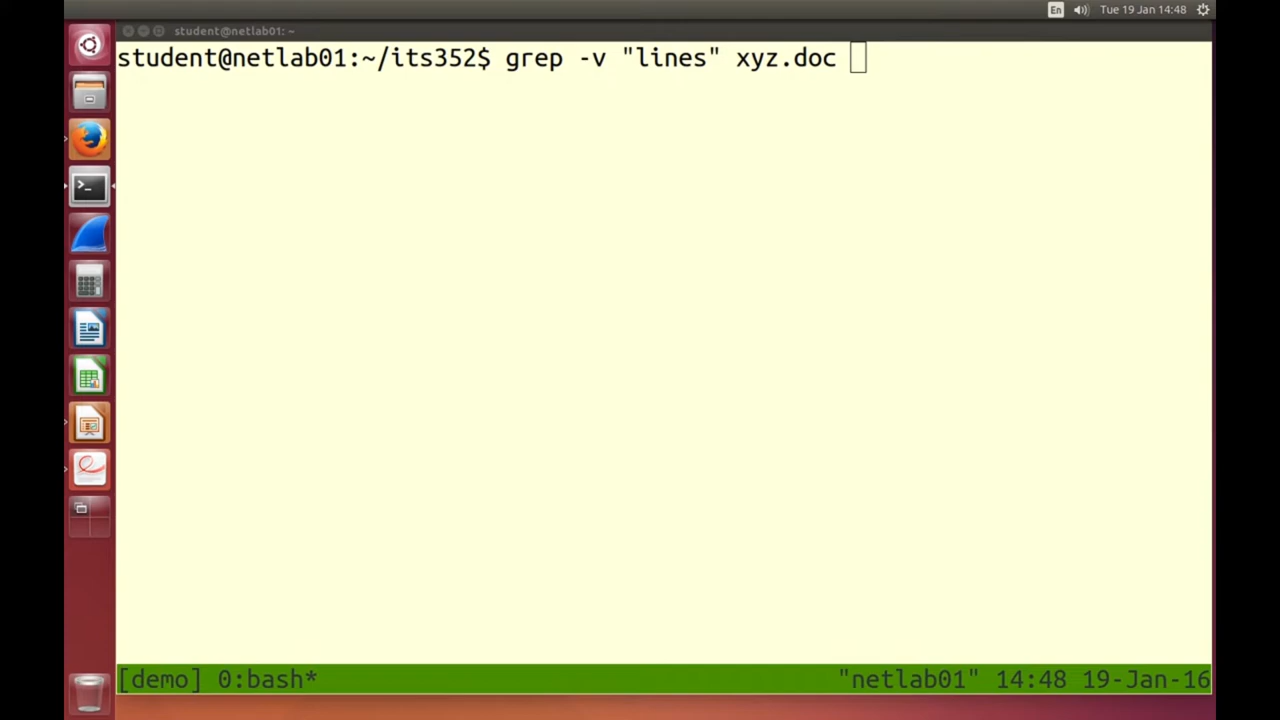 En Tue 19 Jan 14:48
student@netlab01: ~
student@netlab01:~/its352$ grep -v "lines" xyz.doc
[demo] 0:bash* "netlab01" 14:48 19-Jan-16